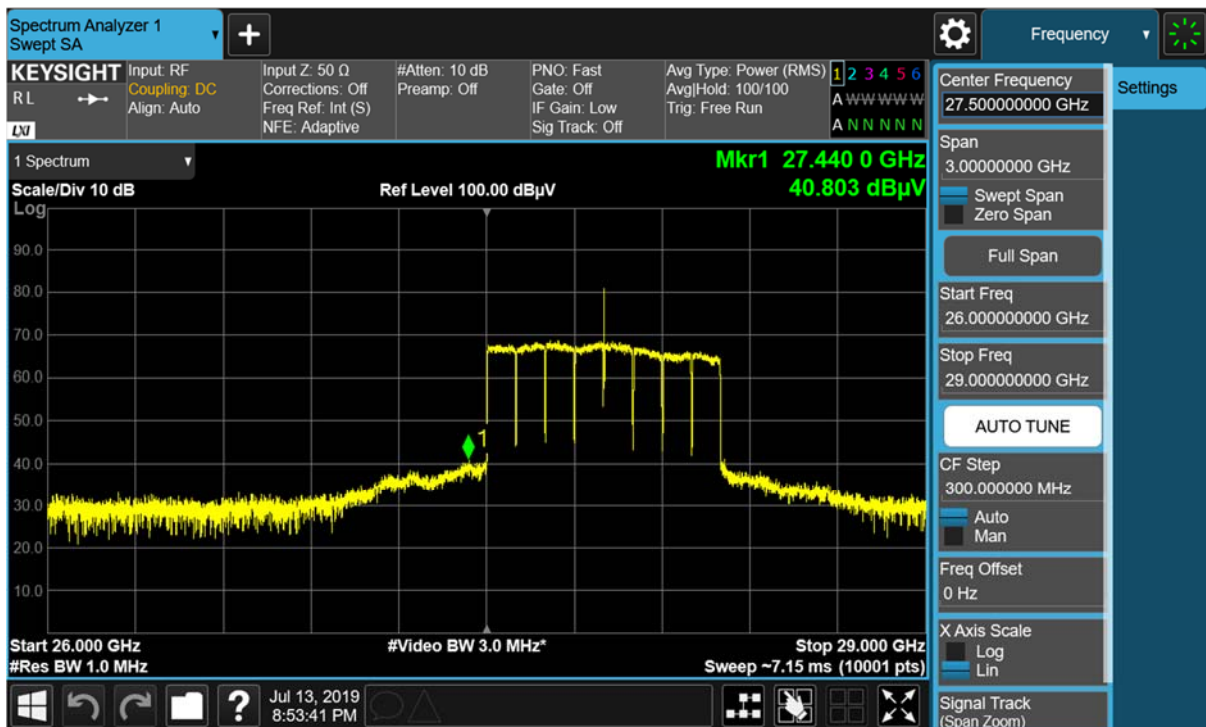 Spectrum Analyzer 1
Swept SA
Frequency
KEYSIGHT
R L
LXI
Input: RF
Coupling: DC
Align: Auto
Input Z: 50 Ω
Corrections: Off
Freq Ref: Int (S)
NFE: Adaptive
#Atten: 10 dB
Preamp: Off
PNO: Fast
Gate: Off
IF Gain: Low
Sig Track: Off
Avg Type: Power (RMS)
Avg|Hold: 100/100
Trig: Free Run
1 2 3 4 5 6
A W W W W W
A N N N N N
1 Spectrum
Scale/Div 10 dB
Ref Level 100.00 dBµV
Mkr1 27.440 0 GHz
40.803 dBµV
Log
90.0
80.0
70.0
60.0
50.0
40.0
30.0
20.0
10.0
1
Start 26.000 GHz
#Video BW 3.0 MHz*
Stop 29.000 GHz
#Res BW 1.0 MHz
Sweep ~7.15 ms (10001 pts)
?
Jul 13, 2019
8:53:41 PM
Center Frequency
27.500000000 GHz
Settings
Span
3.00000000 GHz
Swept Span
Zero Span
Full Span
Start Freq
26.000000000 GHz
Stop Freq
29.000000000 GHz
AUTO TUNE
CF Step
300.000000 MHz
Auto
Man
Freq Offset
0 Hz
X Axis Scale
Log
Lin
Signal Track
(Span Zoom)